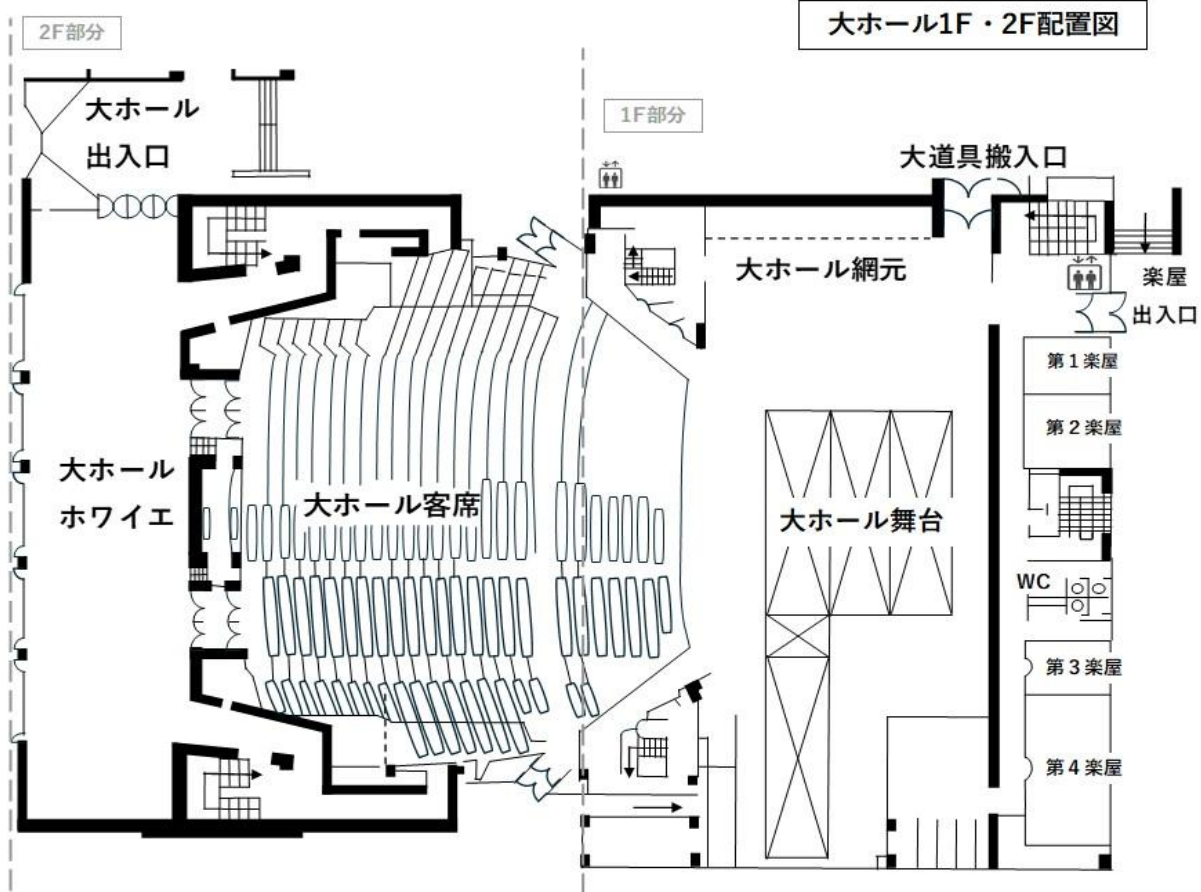 大ホール1F・2F配置図
2F部分
大ホール
出入口
1F部分
大道具搬入口
大ホール網元
楽屋
出入口
第1楽屋
第2楽屋
大ホール
ホワイエ
大ホール客席
大ホール舞台
WC
第3楽屋
第4楽屋